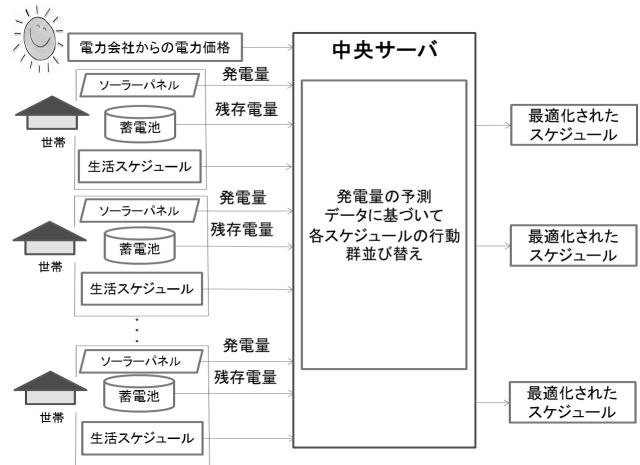 電力会社からの電力価格
中央サーバ
ソーラーパネル
発電量
蓄電池
残存電量
世帯
生活スケジュール
ソーラーパネル
発電量
蓄電池
残存電量
世帯
生活スケジュール
ソーラーパネル
発電量
蓄電池
残存電量
世帯
生活スケジュール
発電量の予測
データに基づいて
各スケジュールの行動
群並び替え
最適化された
スケジュール
最適化された
スケジュール
最適化された
スケジュール